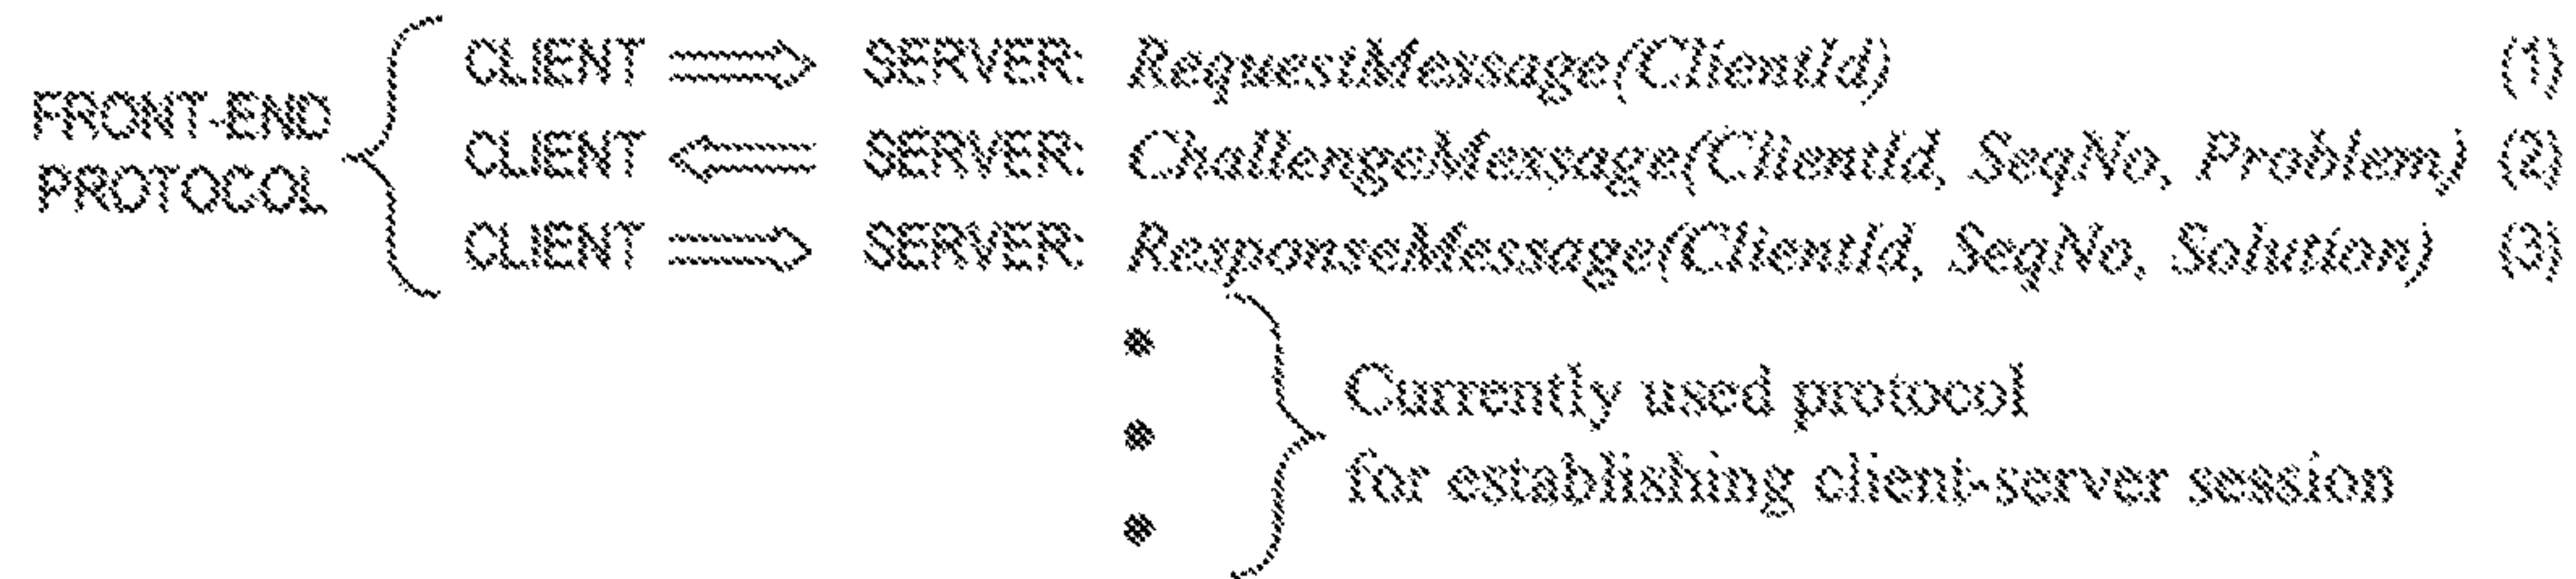 FRONT-END
PROTOCOL
CLIENT ⟹ SERVER: RequestMessage(ClientId) (1)
CLIENT ⟸ SERVER: ChallengeMessage(ClientId, SeqNo, Problem) (2)
CLIENT ⟹ SERVER: ResponseMessage(ClientId, SeqNo, Solution) (3)
Currently used protocol
for establishing client-server session